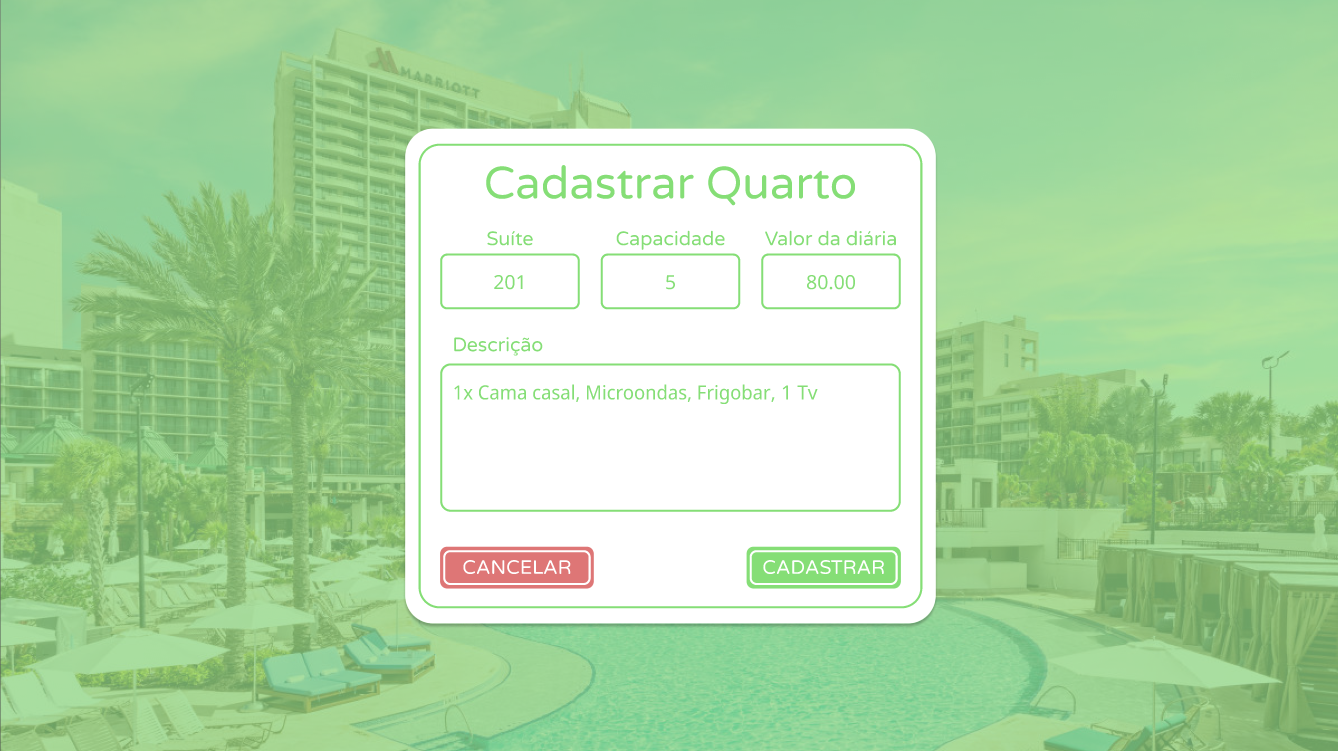 MARRIOTT
Cadastrar Quarto
Suíte Capacidade Valor da diária
201 5 80.00
Descrição
1x Cama casal, Microondas, Frigobar, 1 Tv
CANCELAR CADASTRAR